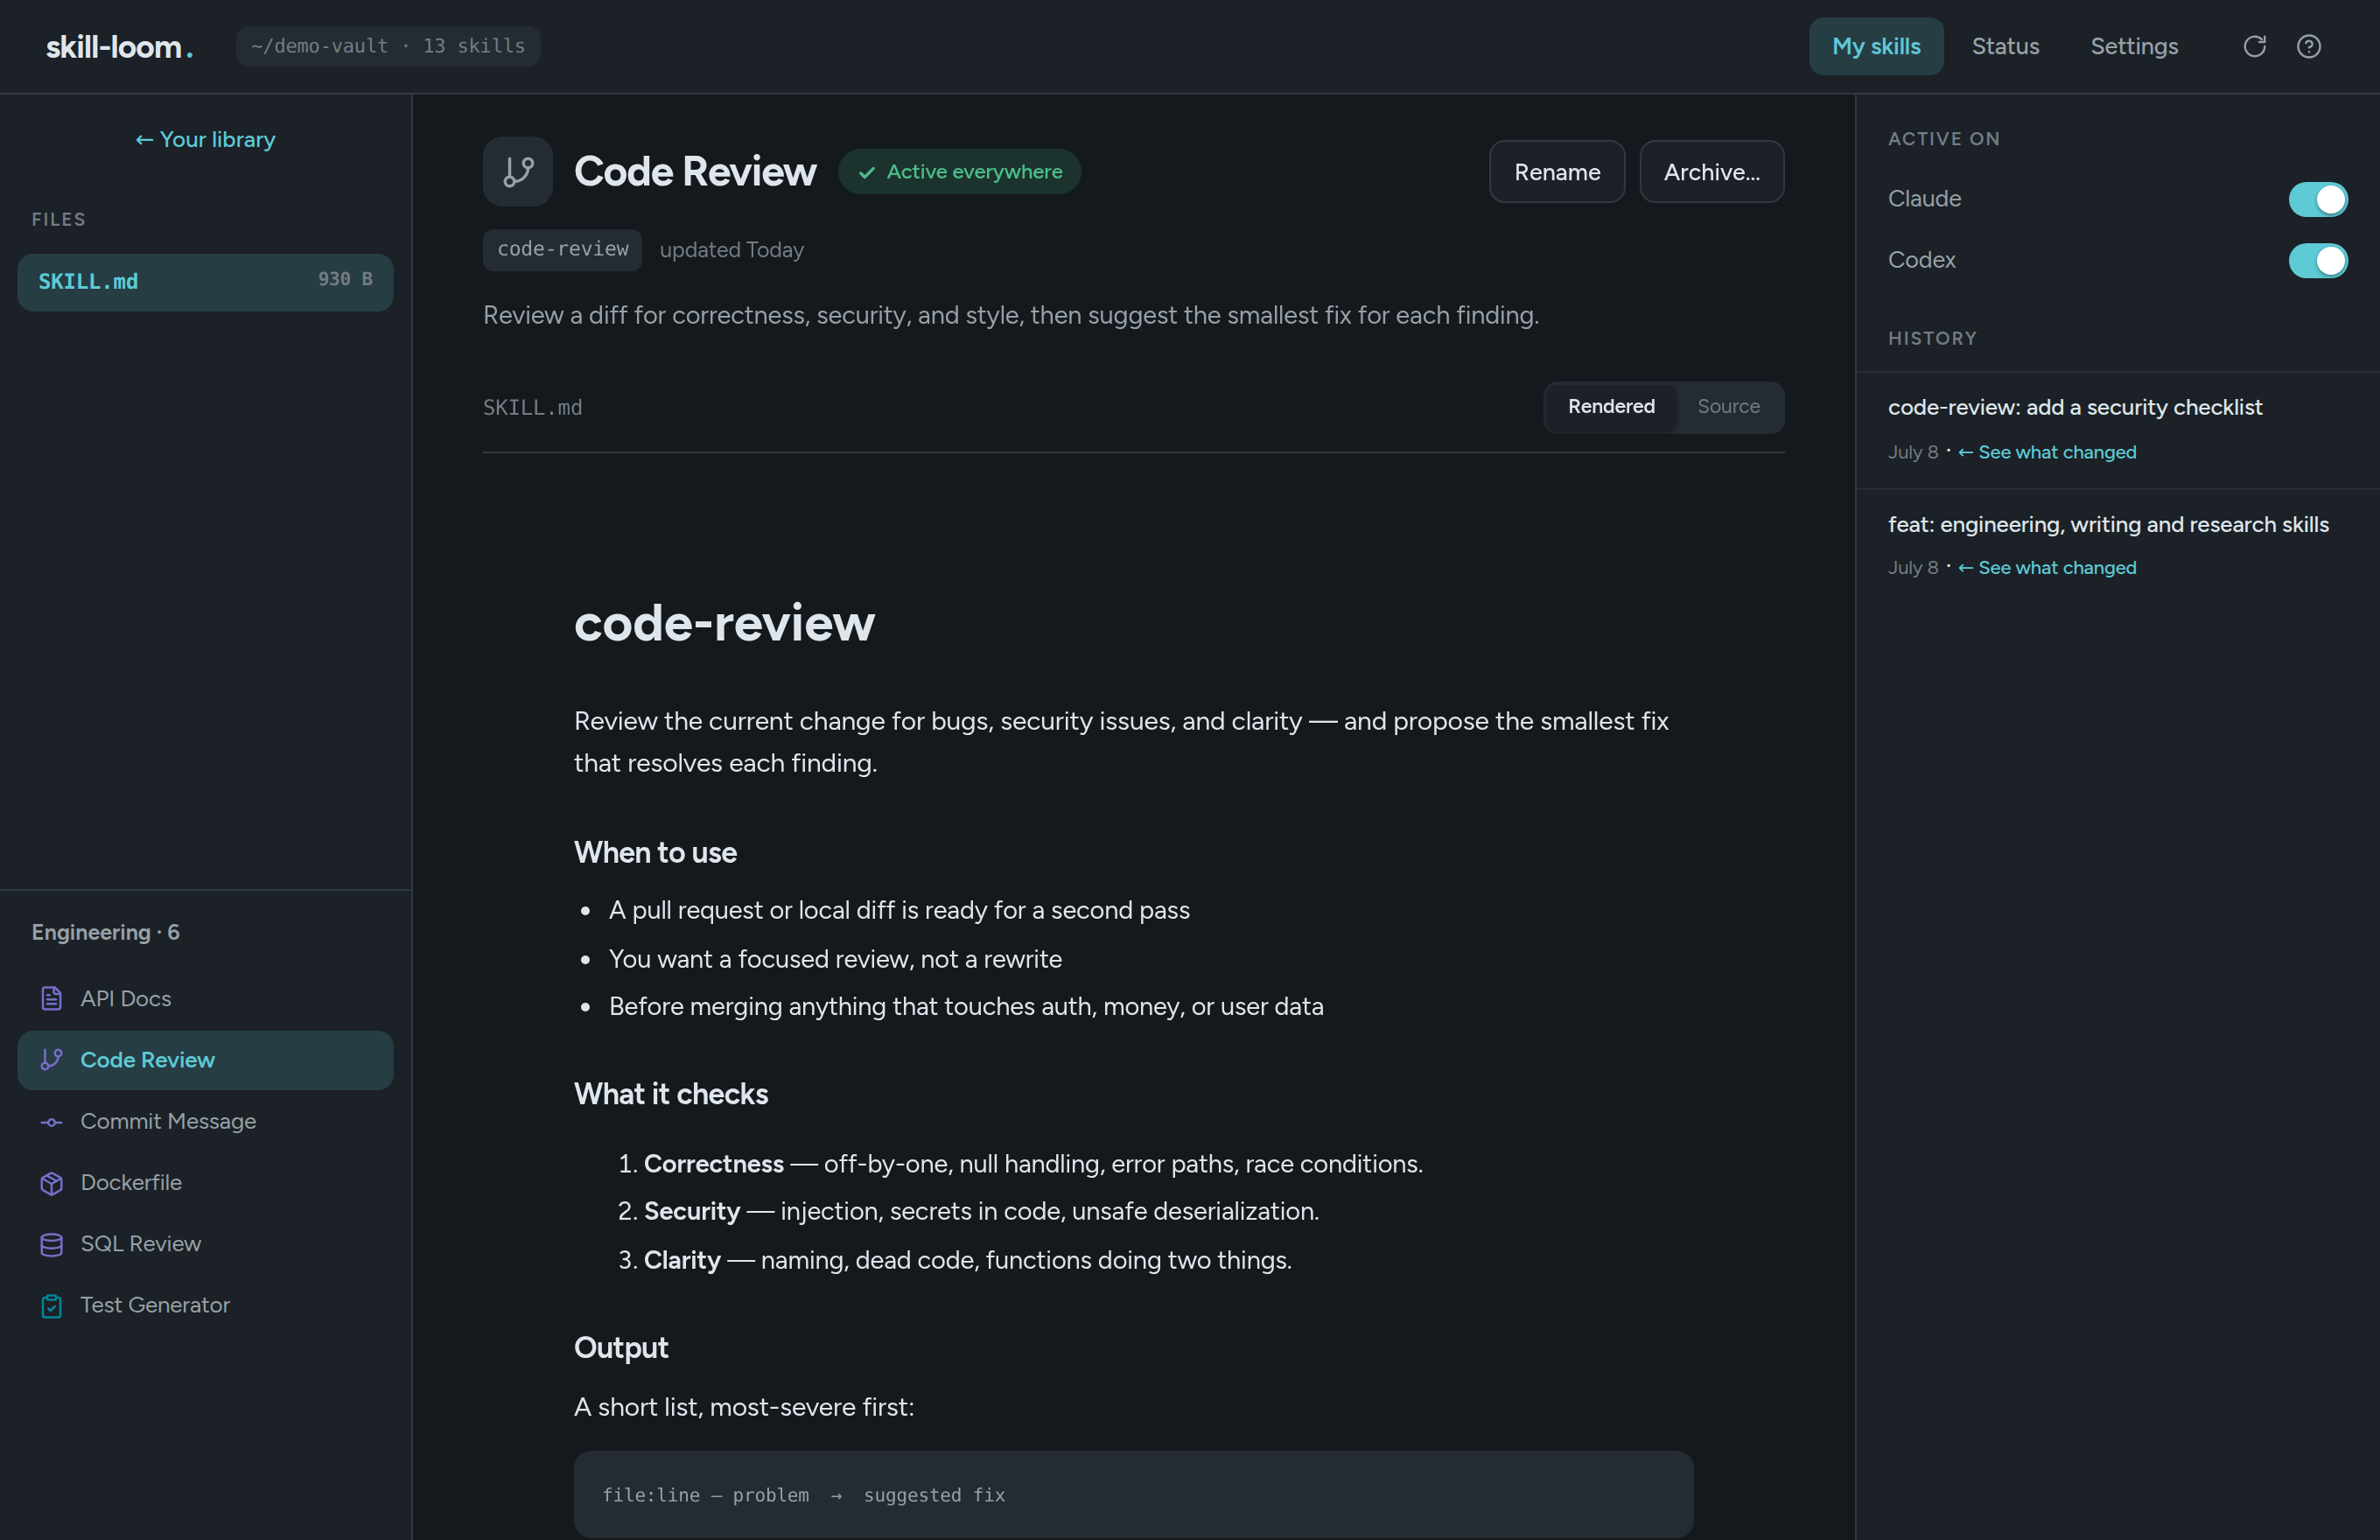 skill-loom.
~/demo-vault · 13 skills
My skills
Status
Settings
← Your library
FILES
SKILL.md
930 B
Engineering · 6
API Docs
Code Review
Commit Message
Dockerfile
SQL Review
Test Generator
Code Review
Active everywhere
Rename
Archive...
code-review
updated Today
Review a diff for correctness, security, and style, then suggest the smallest fix for each finding.
SKILL.md
Rendered
Source
code-review
Review the current change for bugs, security issues, and clarity — and propose the smallest fix
that resolves each finding.
When to use
• A pull request or local diff is ready for a second pass
• You want a focused review, not a rewrite
• Before merging anything that touches auth, money, or user data
What it checks
1. Correctness — off-by-one, null handling, error paths, race conditions.
2. Security — injection, secrets in code, unsafe deserialization.
3. Clarity — naming, dead code, functions doing two things.
Output
A short list, most-severe first:
file:line — problem → suggested fix
ACTIVE ON
Claude
Codex
HISTORY
code-review: add a security checklist
July 8 · ← See what changed
feat: engineering, writing and research skills
July 8 · ← See what changed